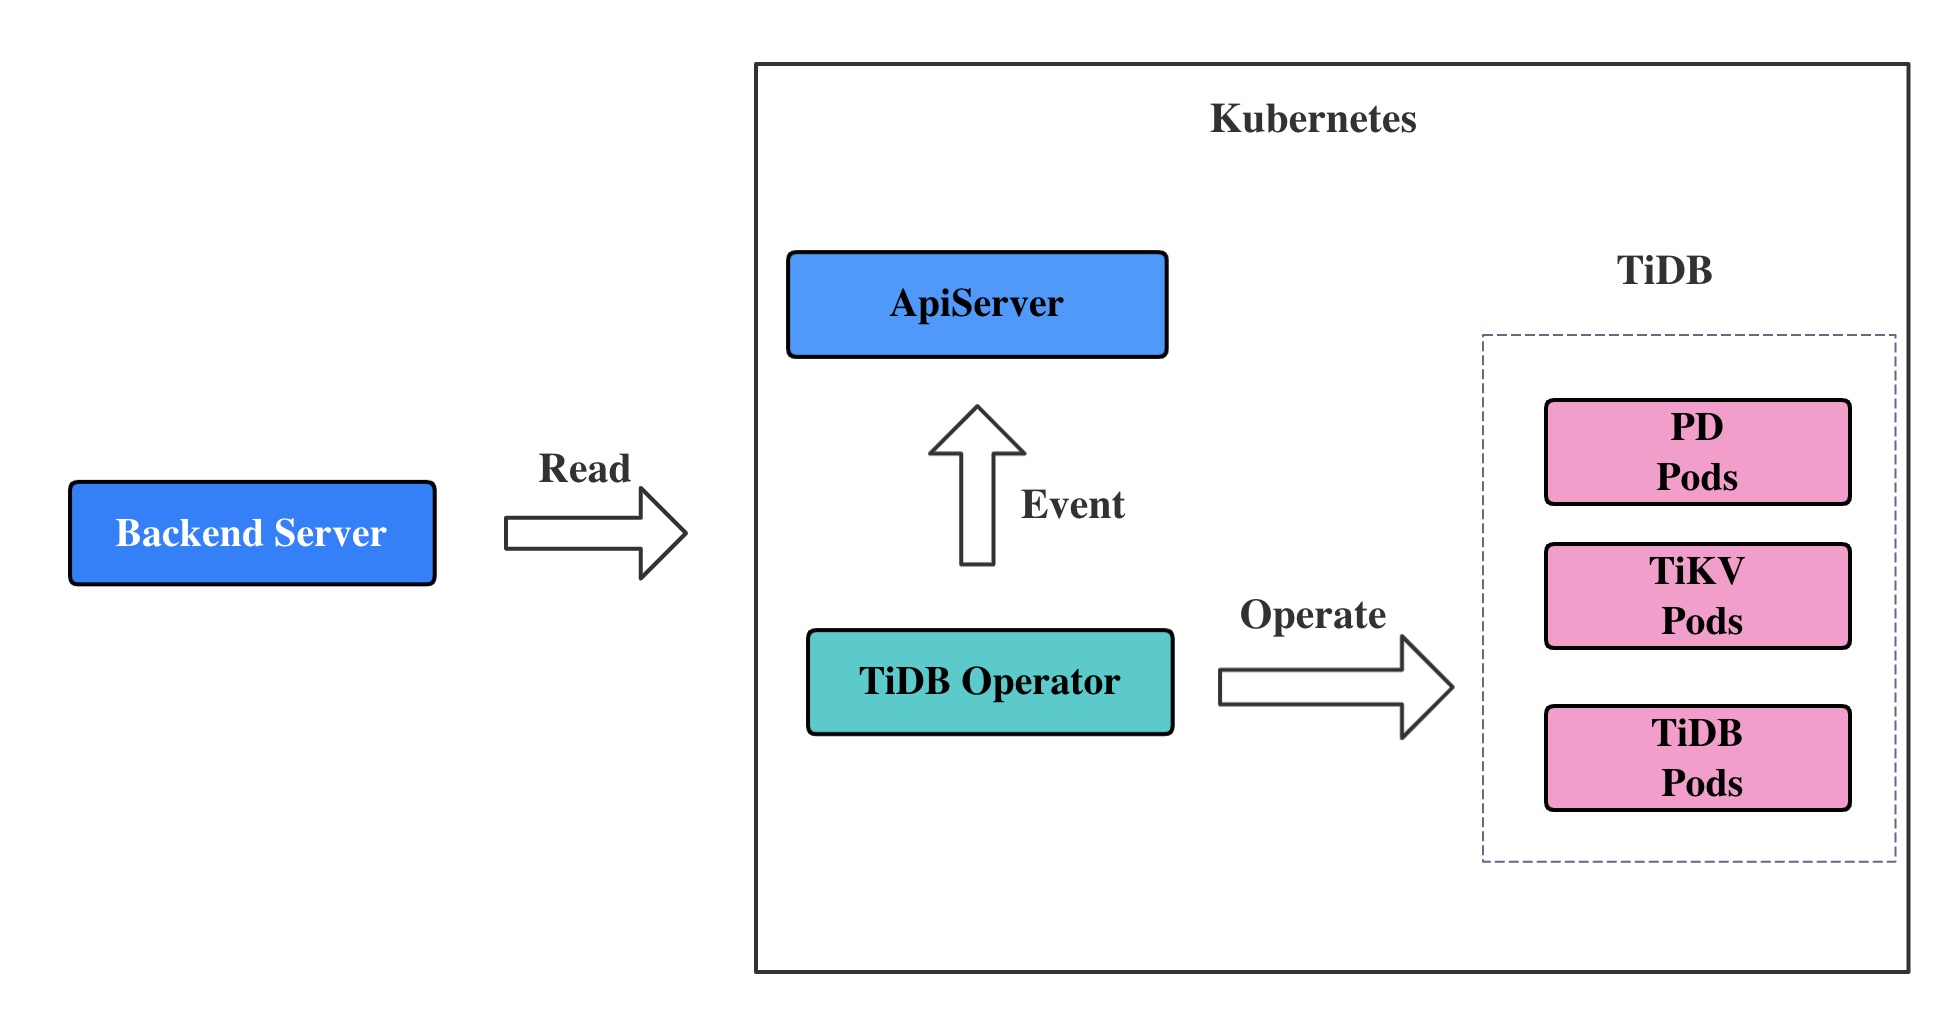 Kubernetes
ApiServer
TiDB
Read
Backend Server
Event
TiDB Operator
Operate
PD
Pods
TiKV
Pods
TiDB
Pods